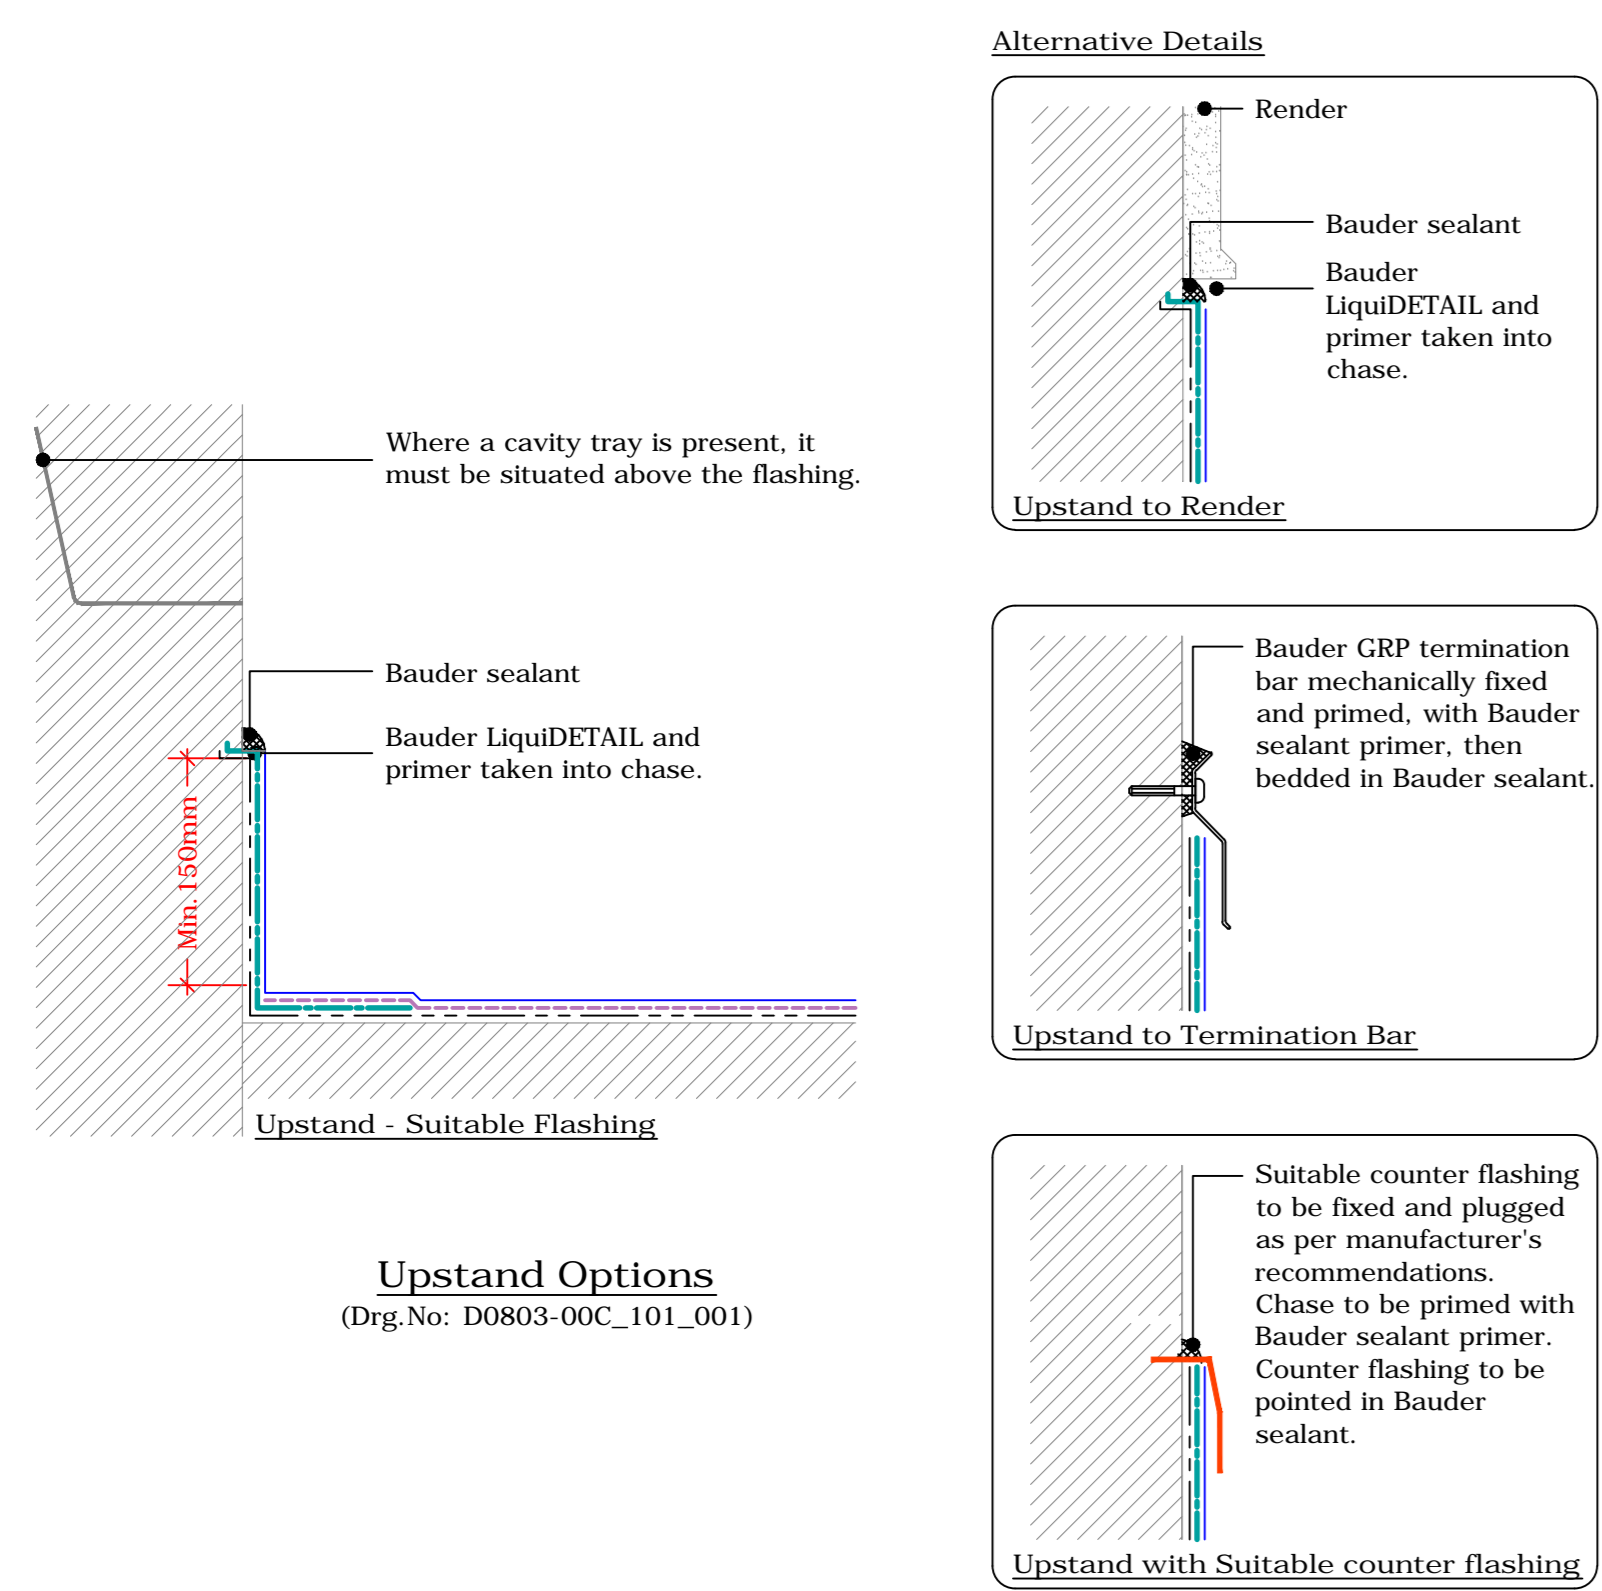 Where a cavity tray is present, it
must be situated above the flashing.
Bauder sealant
Bauder LiquiDETAIL and
primer taken into chase.
Min. 150mm
Upstand - Suitable Flashing
Upstand Options
(Drg.No: D0803-00C_101_001)
Alternative Details
Render
Bauder sealant
Bauder
LiquiDETAIL and
primer taken into
chase.
Upstand to Render
Bauder GRP termination
bar mechanically fixed
and primed, with Bauder
sealant primer, then
bedded in Bauder sealant.
Upstand to Termination Bar
Suitable counter flashing
to be fixed and plugged
as per manufacturer's
recommendations.
Chase to be primed with
Bauder sealant primer.
Counter flashing to be
pointed in Bauder
sealant.
Upstand with Suitable counter flashing